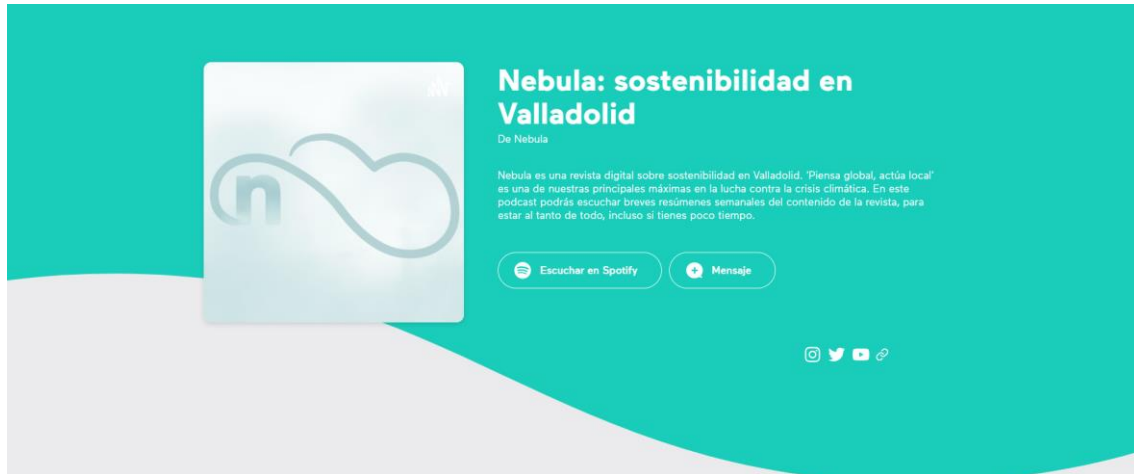 n
Nebula: sostenibilidad en
Valladolid
De Nebula
Nebula es una revista digital sobre sostenibilidad en Valladolid. 'Piensa global, actúa local'
es una de nuestras principales máximas en la lucha contra la crisis climática. En este
podcast podrás escuchar breves resúmenes semanales del contenido de la revista, para
estar al tanto de todo, incluso si tienes poco tiempo.
Escuchar en Spotify
Mensaje